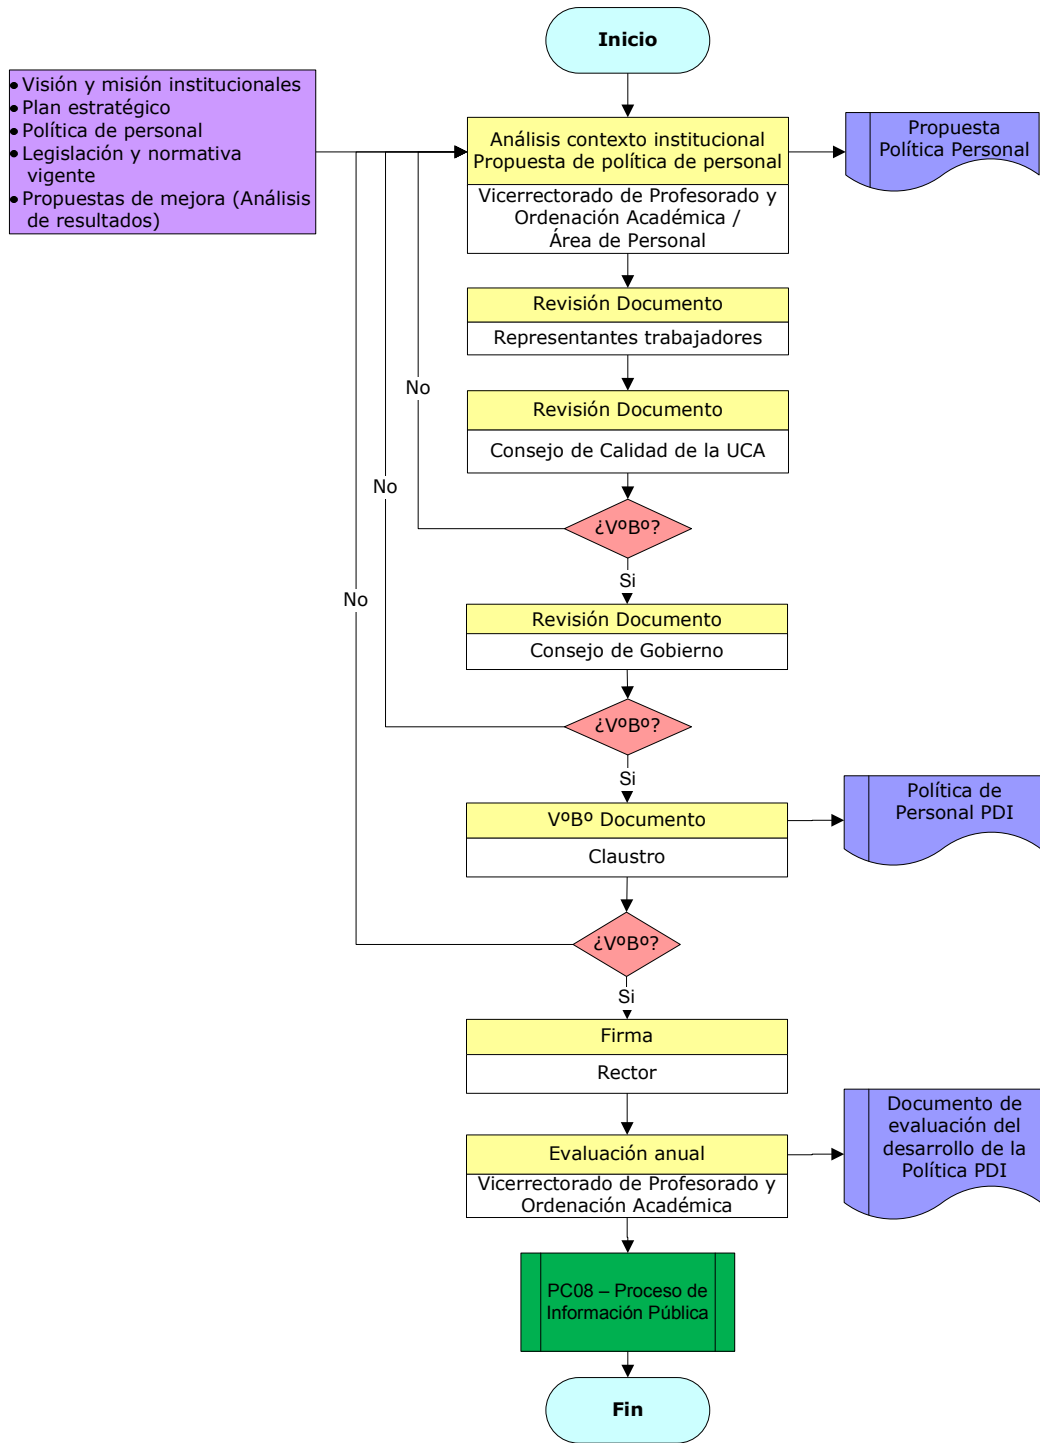 Inicio
• Visión y misión institucionales
• Plan estratégico
• Política de personal
• Legislación y normativa
vigente
• Propuestas de mejora (Análisis
de resultados)
Análisis contexto institucional
Propuesta de política de personal
Vicerrectorado de Profesorado y
Ordenación Académica /
Área de Personal
Propuesta
Política Personal
Revisión Documento
Representantes trabajadores
No
Revisión Documento
Consejo de Calidad de la UCA
No
¿VºBº?
Si
No
Revisión Documento
Consejo de Gobierno
¿VºBº?
Si
VºBº Documento
Claustro
Política de
Personal PDI
¿VºBº?
Si
Firma
Rector
Evaluación anual
Vicerrectorado de Profesorado y
Ordenación Académica
Documento de
evaluación del
desarrollo de la
Política PDI
PC08 – Proceso de
Información Pública
Fin